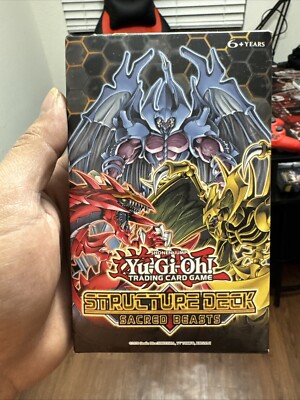 6+ YEARS
Yu-Gi-Oh!
TRADING CARD GAME
STRUCTURE DECK
SACRED BEASTS